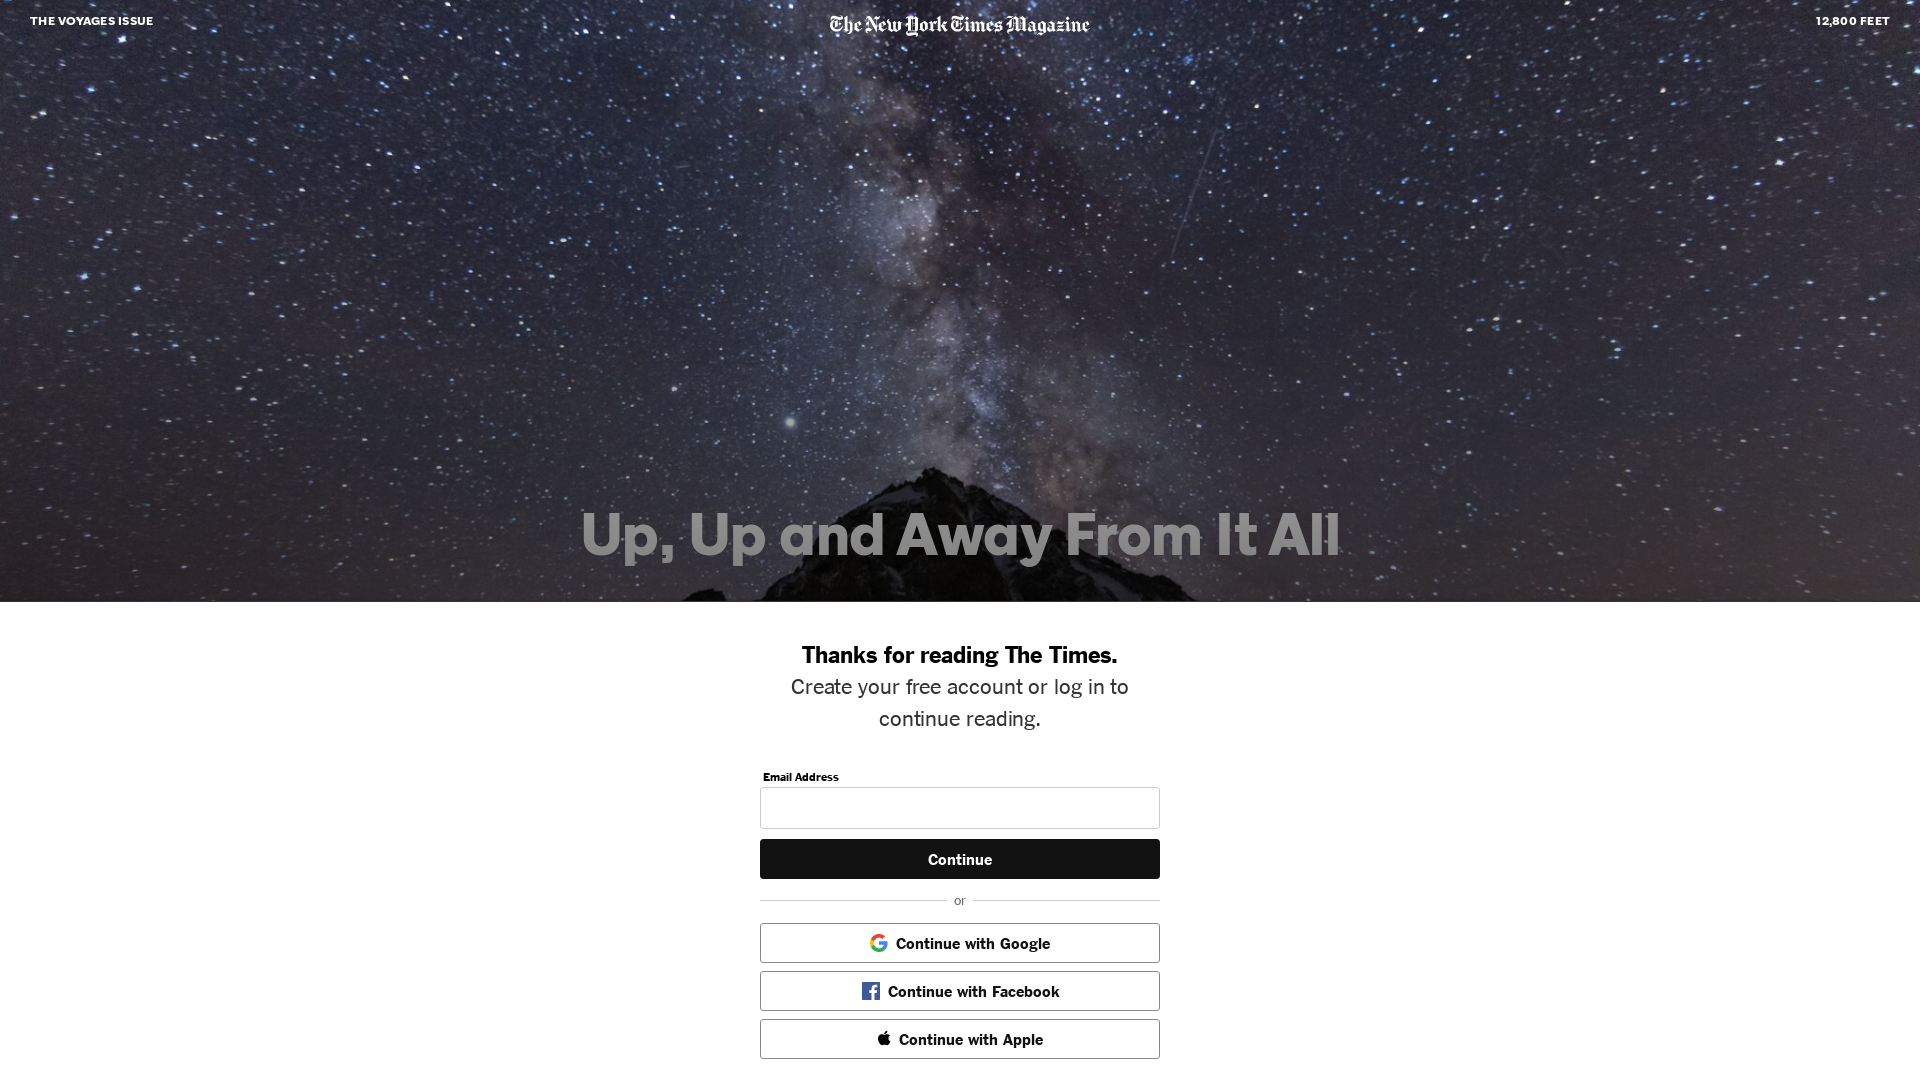 THE VOYAGES ISSUE
The New York Times Magazine
12,800 FEET
Up, Up and Away From It All
Thanks for reading The Times.
Create your free account or log in to
continue reading.
Email Address
Continue
or
Continue with Google
Continue with Facebook
Continue with Apple